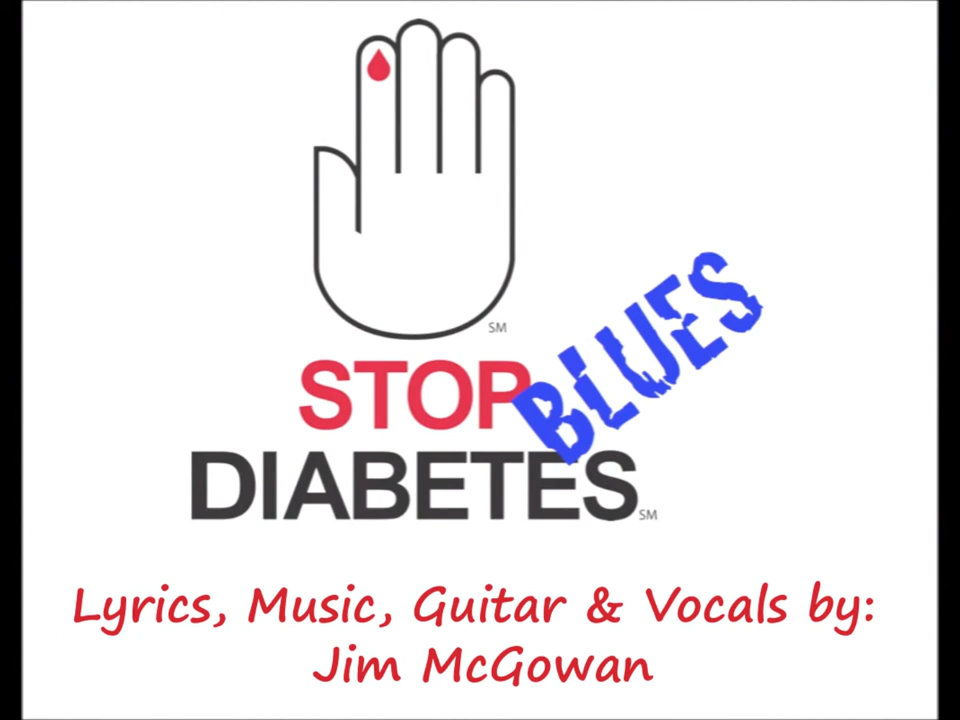 SM
STOP
BLUES
DIABETES SM
Lyrics, Music, Guitar & Vocals by:
Jim McGowan